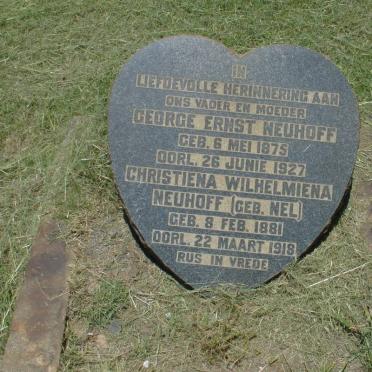 IN
LIEFDEVOLLE HERINNERING AAN
ONS VADER EN MOEDER
GEORGE ERNST NEUHOFF
GEB. 6 MEI 1875
OORL. 26 JUNIE 1927
CHRISTIENA WILHELMIENA
NEUHOFF (GEB. NEL)
GEB. 8 FEB. 1881
OORL. 22 MAART 1918
RUS IN VREDE